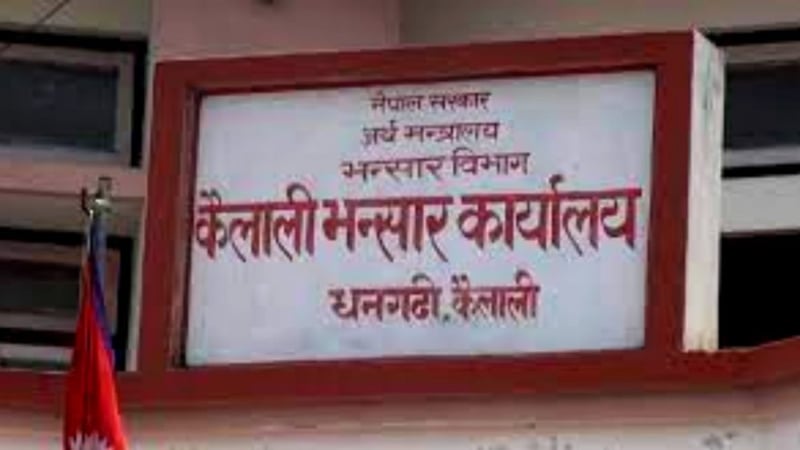 नेपाल सरकार
अर्थ मन्त्रालय
भन्सार विभाग
कैलाली भन्सार कार्यालय
धनगढी, कैलाली